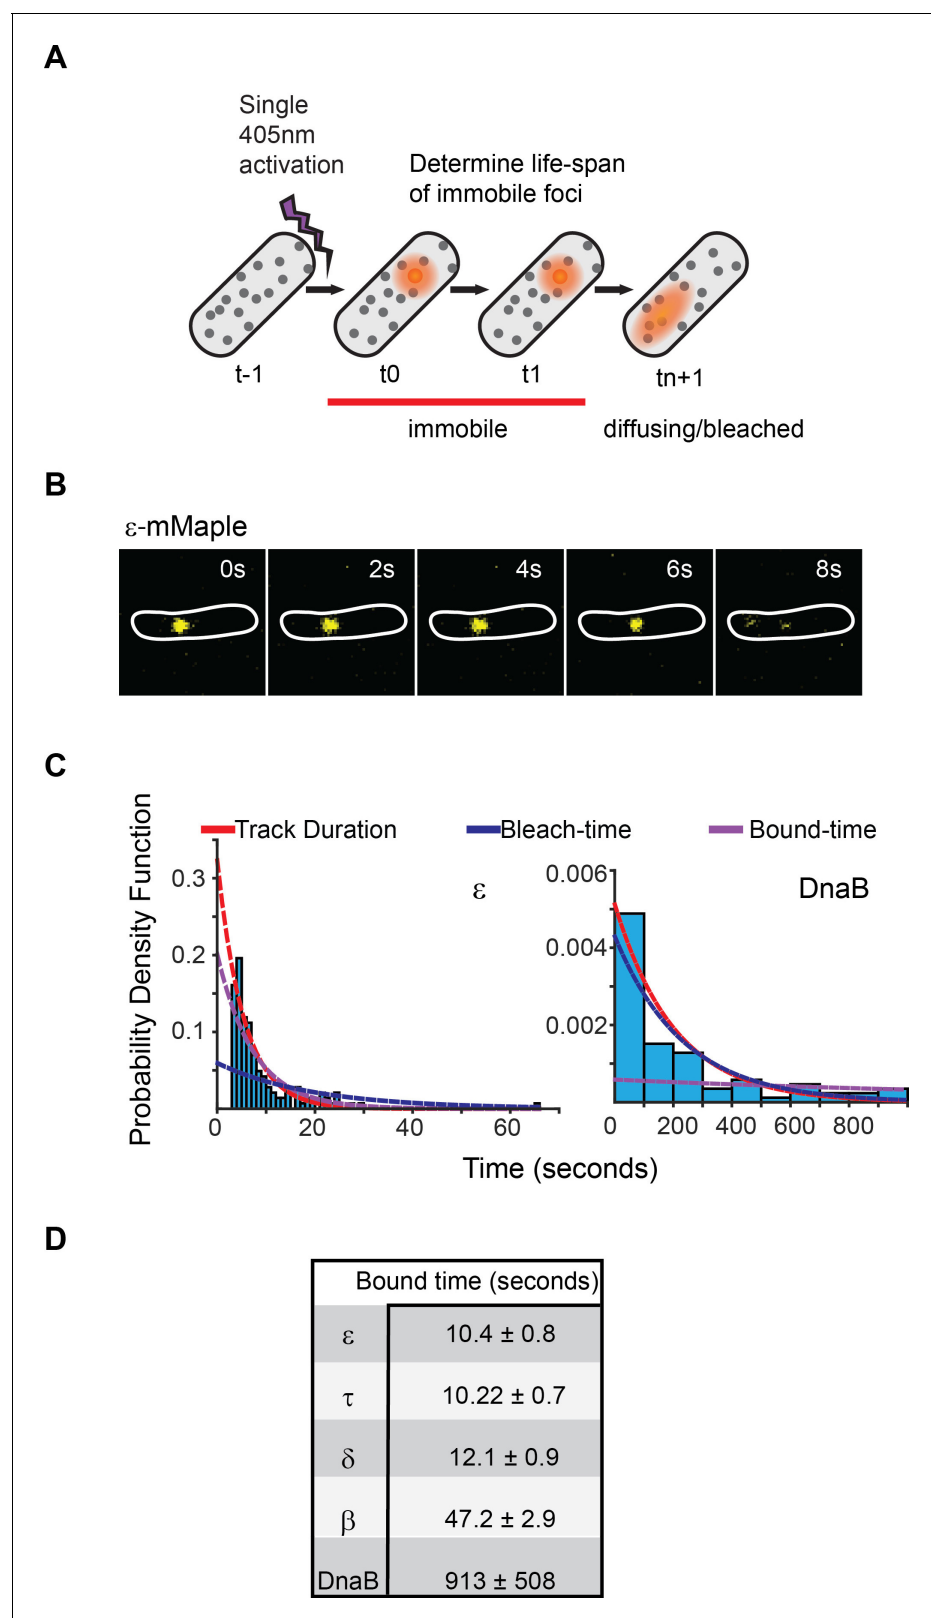 A
Single
405nm
activation
Determine life-span
of immobile foci
t-1
t0
t1
tn+1
immobile
diffusing/bleached
B
ε-mMaple
0s
2s
4s
6s
8s
C
Probability Density Function
Track Duration
Bleach-time
Bound-time
ε
DnaB
0.3
0.2
0.1
0
20
40
60
0.006
0.004
0.002
0
200
400
600
800
Time (seconds)
D
Bound time (seconds)
ε 10.4 ± 0.8
τ 10.22 ± 0.7
δ 12.1 ± 0.9
β 47.2 ± 2.9
DnaB 913 ± 508